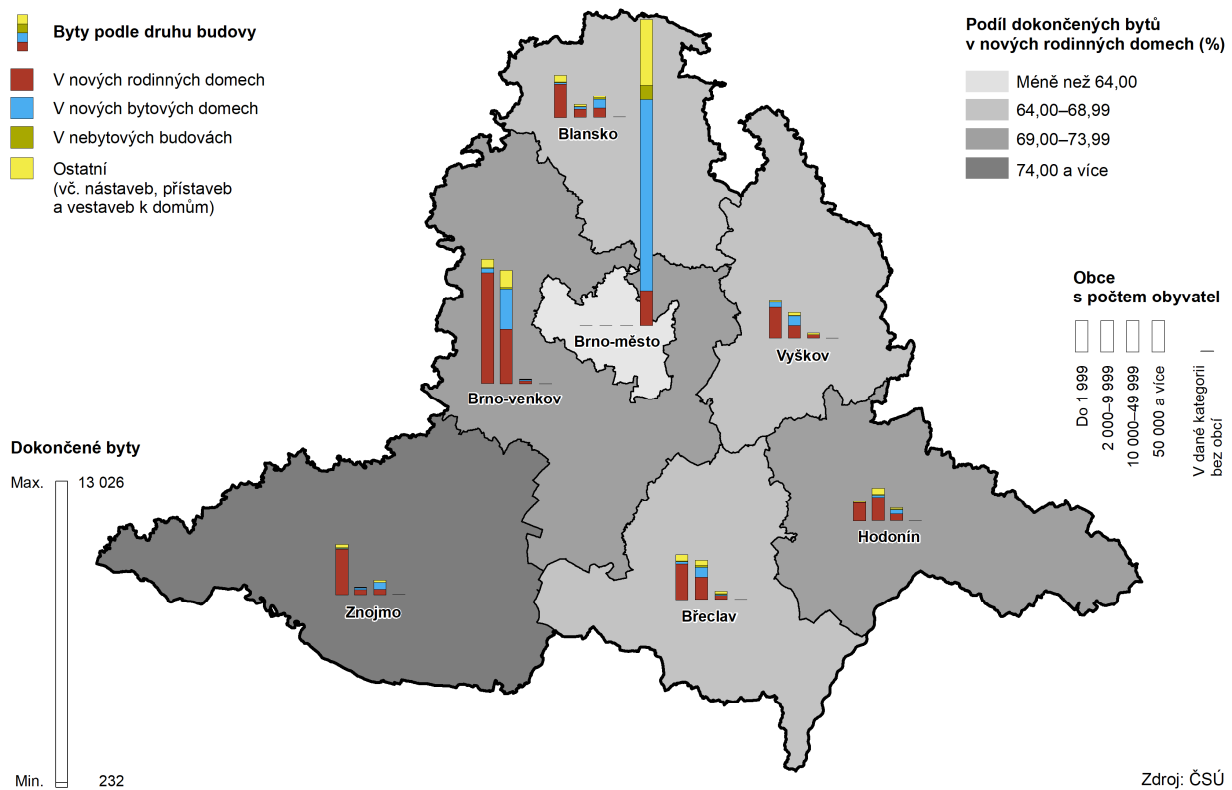 Byty podle druhu budovy
V nových rodinných domech
V nových bytových domech
V nebytových budovách
Ostatní
(vč. nástaveb, přístaveb
a vestaveb k domům)
Podíl dokončených bytů
v nových rodinných domech (%)
Méně než 64,00
64,00–68,99
69,00–73,99
74,00 a více
Blansko
Brno-město
Vyškov
Brno-venkov
Hodonín
Znojmo
Břeclav
Obce
s počtem obyvatel
Do 1 999
2 000–9 999
10 000–49 999
50 000 a více
V dané kategorii
bez obcí
Dokončené byty
Max. 13 026
Min. 232
Zdroj: ČSÚ